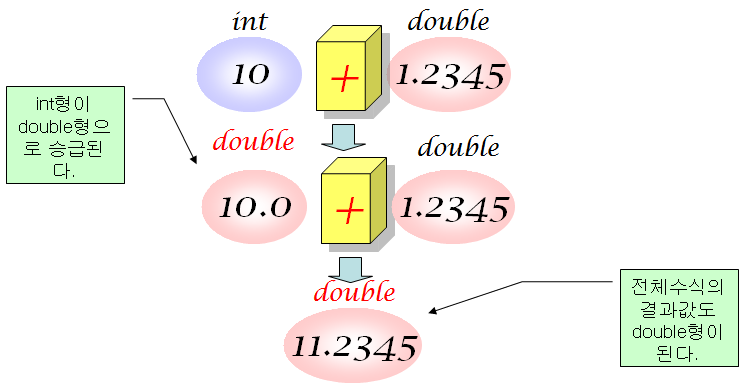 int double
10 + 1.2345
int형이
double형으
로 승급된
다.
double double
10.0 + 1.2345
double
11.2345
전체수식의
결과값도
double형이
된다.